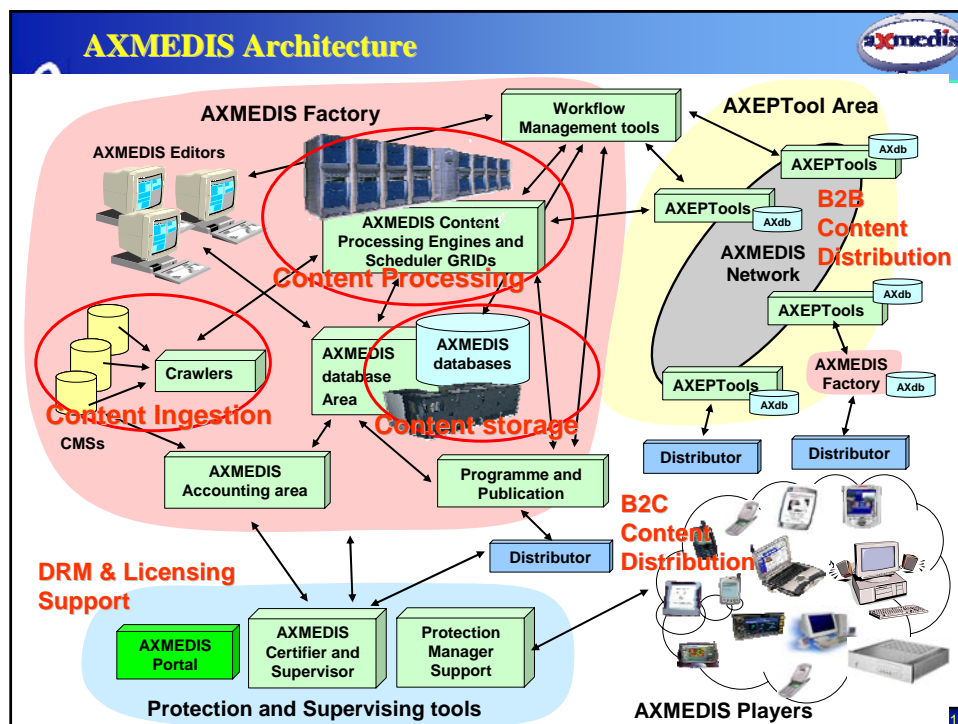 AXMEDIS Architecture
axmedis
AXMEDIS Factory
Workflow
Management tools
AXEPTool Area
AXMEDIS Editors
AXEPTools
AXdb
AXEPTools
AXdb
B2B
Content
Distribution
AXMEDIS Content
Processing Engines and
Scheduler GRIDs
Content Processing
AXMEDIS
Network
AXEPTools
AXdb
Crawlers
Content Ingestion
CMSs
AXMEDIS
database
Area
AXMEDIS
databases
Content storage
AXEPTools
AXdb
AXMEDIS
Factory
AXdb
Distributor
Distributor
AXMEDIS
Accounting area
Programme and
Publication
B2C
Content
Distribution
Distributor
DRM & Licensing
Support
AXMEDIS
Portal
AXMEDIS
Certifier and
Supervisor
Protection
Manager
Support
Protection and Supervising tools
AXMEDIS Players
1